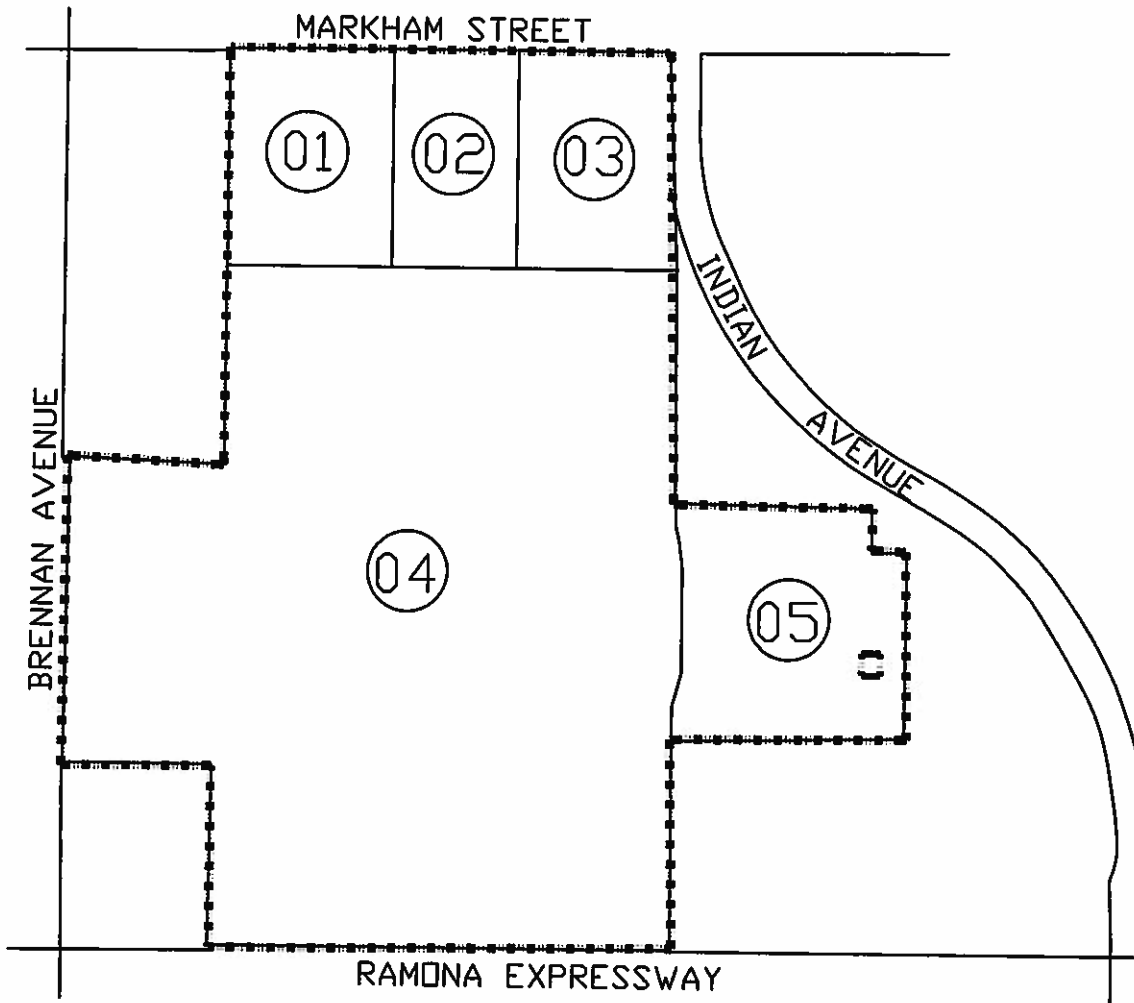 MARKHAM STREET
01
02
03
INDIAN AVENUE
BRENNAN AVENUE
04
05
RAMONA EXPRESSWAY